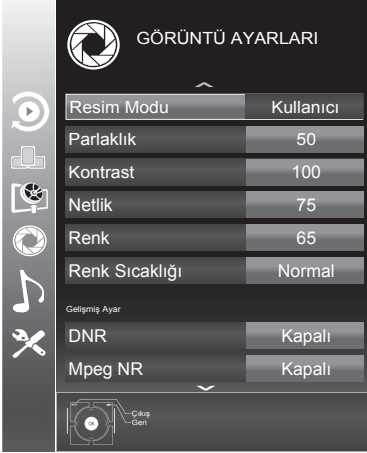 GÖRÜNTÜ AYARLARI
Resim Modu Kullanıcı
Parlaklık 50
Kontrast 100
Netlik 75
Renk 65
Renk Sıcaklığı Normal
Gelişmiş Ayar
DNR Kapalı
Mpeg NR Kapalı
OK
Çıkış
Geri